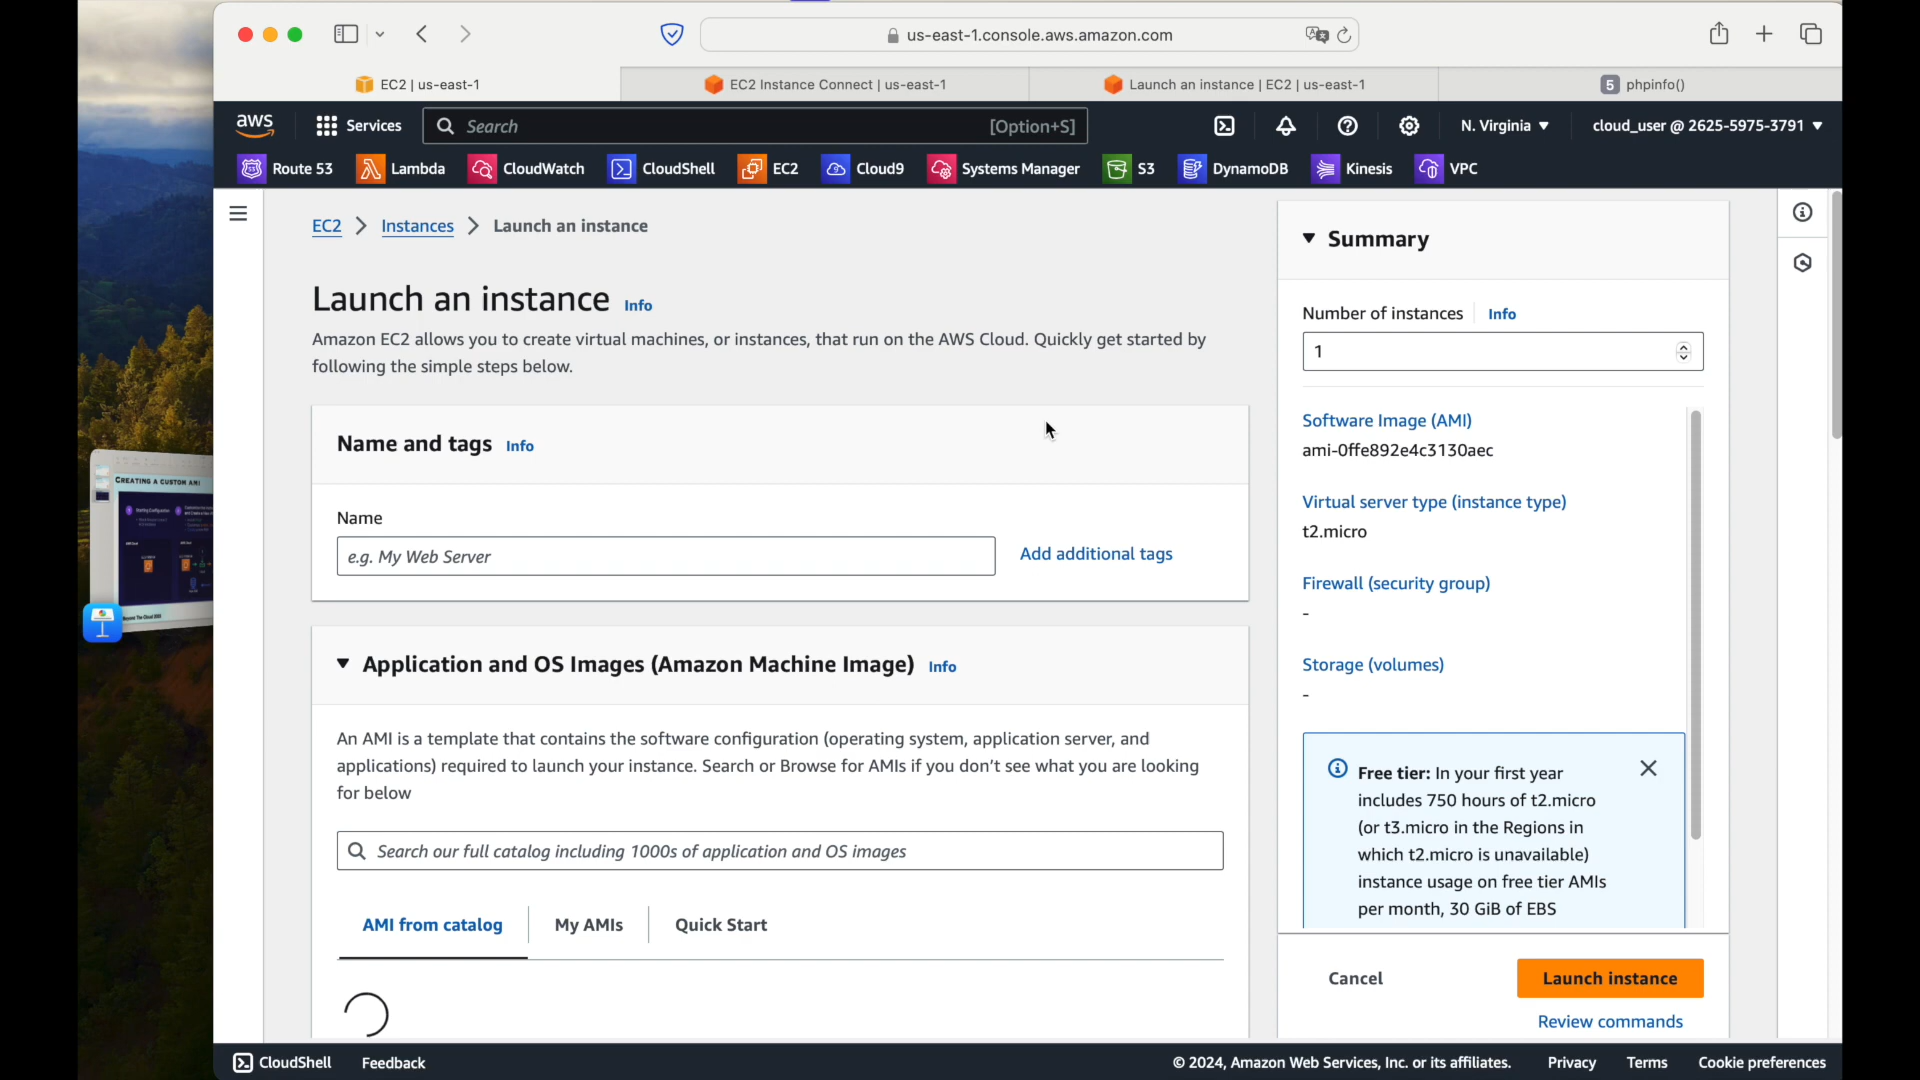 us-east-1.console.aws.amazon.com
EC2 | us-east-1
EC2 Instance Connect | us-east-1
Launch an instance | EC2 | us-east-1
5 phpinfo()
aws
Services
Search
[Option+S]
N. Virginia
cloud_user @ 2625-5975-3791
Route 53
Lambda
CloudWatch
CloudShell
EC2
Cloud9
Systems Manager
S3
DynamoDB
Kinesis
VPC
EC2
Instances
Launch an instance
Launch an instance Info
Amazon EC2 allows you to create virtual machines, or instances, that run on the AWS Cloud. Quickly get started by
following the simple steps below.
Name and tags Info
Name
e.g. My Web Server
Add additional tags
Application and OS Images (Amazon Machine Image) Info
An AMI is a template that contains the software configuration (operating system, application server, and
applications) required to launch your instance. Search or Browse for AMIs if you don't see what you are looking
for below
Search our full catalog including 1000s of application and OS images
AMI from catalog
My AMIs
Quick Start
Summary
Number of instances Info
1
Software Image (AMI)
ami-0ffe892e4c3130aec
Virtual server type (instance type)
t2.micro
Firewall (security group)
-
Storage (volumes)
-
Free tier: In your first year
includes 750 hours of t2.micro
(or t3.micro in the Regions in
which t2.micro is unavailable)
instance usage on free tier AMIs
per month, 30 GiB of EBS
Cancel
Launch instance
Review commands
CREATING A CUSTOM AMI
CloudShell
Feedback
© 2024, Amazon Web Services, Inc. or its affiliates.
Privacy
Terms
Cookie preferences